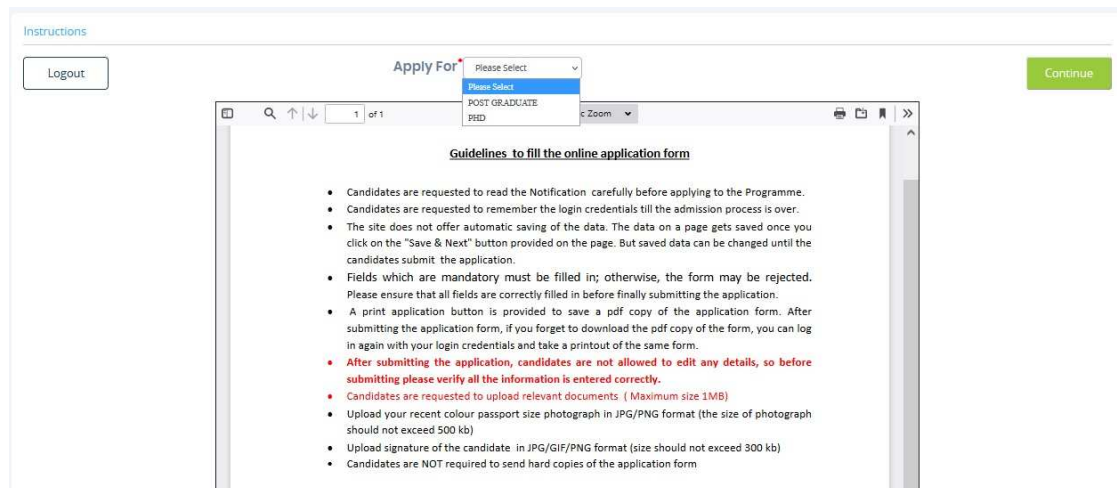 Instructions
Logout
Apply For* Please Select
Continue
Please Select
POST GRADUATE
PHD
1 of 1
c Zoom
Guidelines to fill the online application form
• Candidates are requested to read the Notification carefully before applying to the Programme.
• Candidates are requested to remember the login credentials till the admission process is over.
• The site does not offer automatic saving of the data. The data on a page gets saved once you
click on the "Save & Next" button provided on the page. But saved data can be changed until the
candidates submit the application.
• Fields which are mandatory must be filled in; otherwise, the form may be rejected.
Please ensure that all fields are correctly filled in before finally submitting the application.
• A print application button is provided to save a pdf copy of the application form. After
submitting the application form, if you forget to download the pdf copy of the form, you can log
in again with your login credentials and take a printout of the same form.
• After submitting the application, candidates are not allowed to edit any details, so before
submitting please verify all the information is entered correctly.
• Candidates are requested to upload relevant documents ( Maximum size 1MB)
• Upload your recent colour passport size photograph in JPG/PNG format (the size of photograph
should not exceed 500 kb)
• Upload signature of the candidate in JPG/GIF/PNG format (size should not exceed 300 kb)
• Candidates are NOT required to send hard copies of the application form